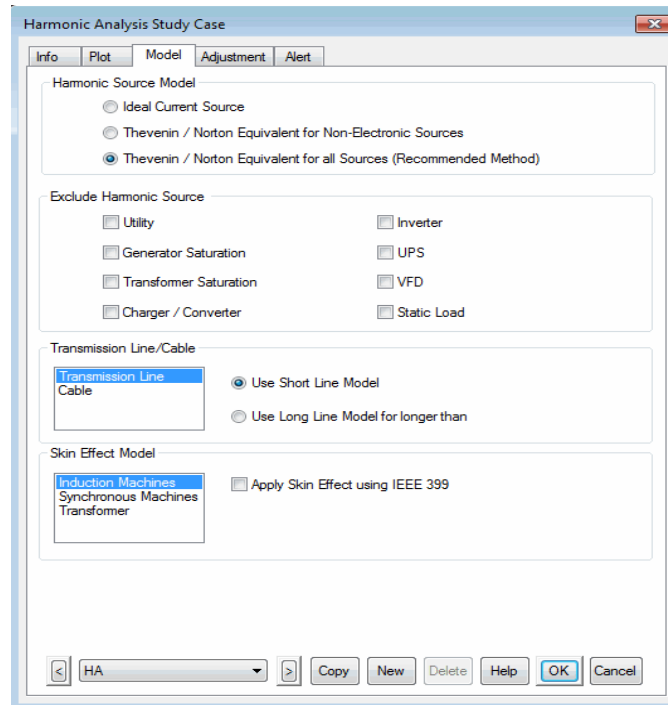 Harmonic Analysis Study Case
Info Plot Model Adjustment Alert
Harmonic Source Model
Ideal Current Source
Thevenin / Norton Equivalent for Non-Electronic Sources
Thevenin / Norton Equivalent for all Sources (Recommended Method)
Exclude Harmonic Source
Utility Inverter
Generator Saturation UPS
Transformer Saturation VFD
Charger / Converter Static Load
Transmission Line/Cable
Transmission Line
Cable
Use Short Line Model
Use Long Line Model for longer than
Skin Effect Model
Induction Machines
Synchronous Machines
Transformer
Apply Skin Effect using IEEE 399
< HA > Copy New Delete Help OK Cancel